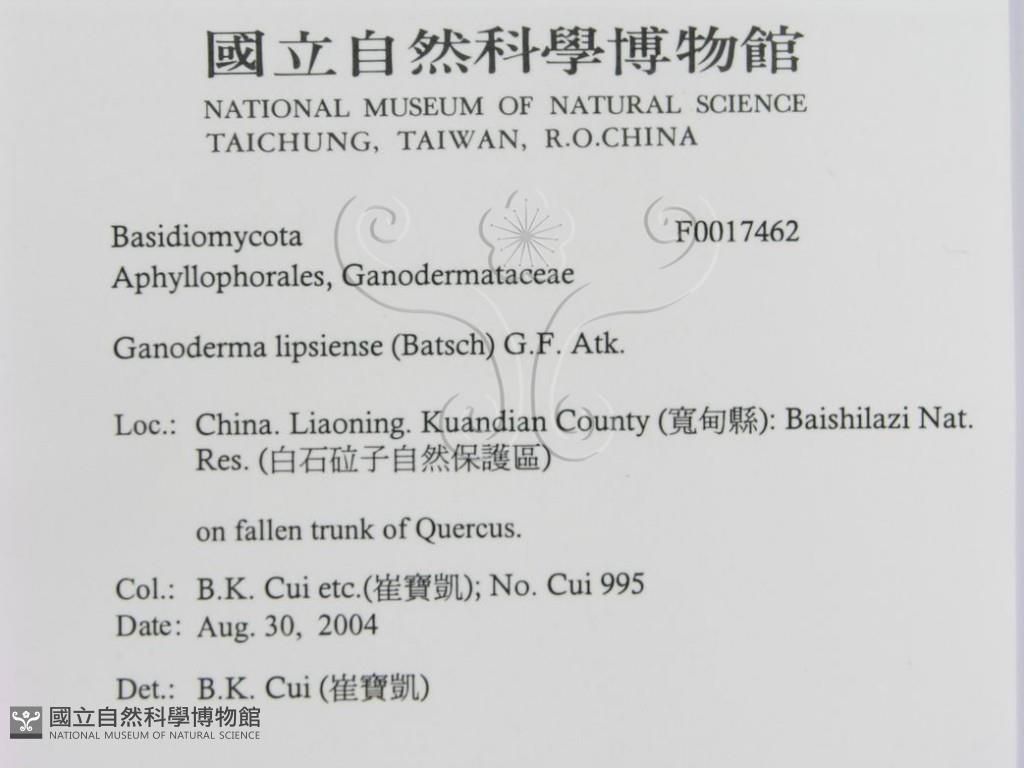 國立自然科學博物館
NATIONAL MUSEUM OF NATURAL SCIENCE
TAICHUNG, TAIWAN, R.O.CHINA
Basidiomycota F0017462
Aphyllophorales, Ganodermataceae
Ganoderma lipsiense (Batsch) G.F. Atk.
Loc.: China. Liaoning. Kuandian County (寬甸縣): Baishilazi Nat.
Res. (白石砬子自然保護區)
on fallen trunk of Quercus.
Col.: B.K. Cui etc.(崔寶凱); No. Cui 995
Date: Aug. 30, 2004
Det.: B.K. Cui (崔寶凱)
國立自然科學博物館
NATIONAL MUSEUM OF NATURAL SCIENCE